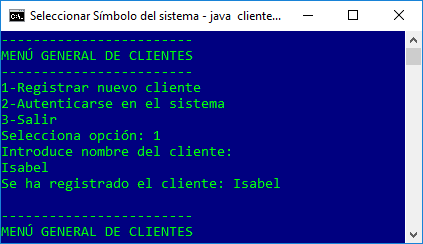 Seleccionar Símbolo del sistema - java  cliente...
------------------------
MENÚ GENERAL DE CLIENTES
------------------------
1-Registrar nuevo cliente
2-Autenticarse en el sistema
3-Salir
Selecciona opción: 1
Introduce nombre del cliente:
Isabel
Se ha registrado el cliente: Isabel
------------------------
MENÚ GENERAL DE CLIENTES